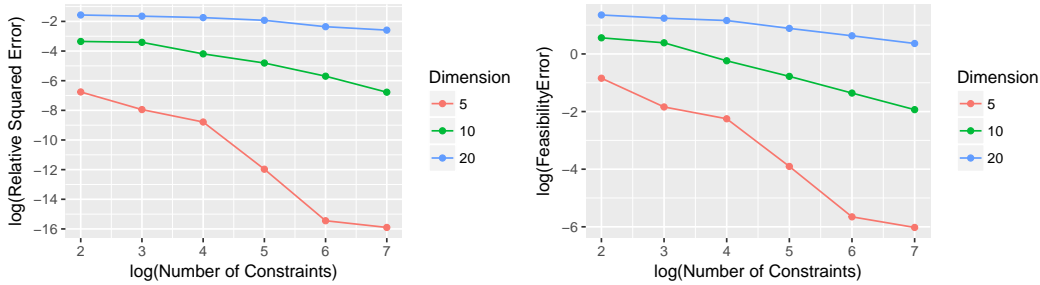 −2
−4
−6
−8
−10
−12
−14
−16
log(Relative Squared Error)
2 3 4 5 6 7
log(Number of Constraints)
Dimension
5
10
20
0
−2
−4
−6
log(FeasibilityError)
2 3 4 5 6 7
log(Number of Constraints)
Dimension
5
10
20